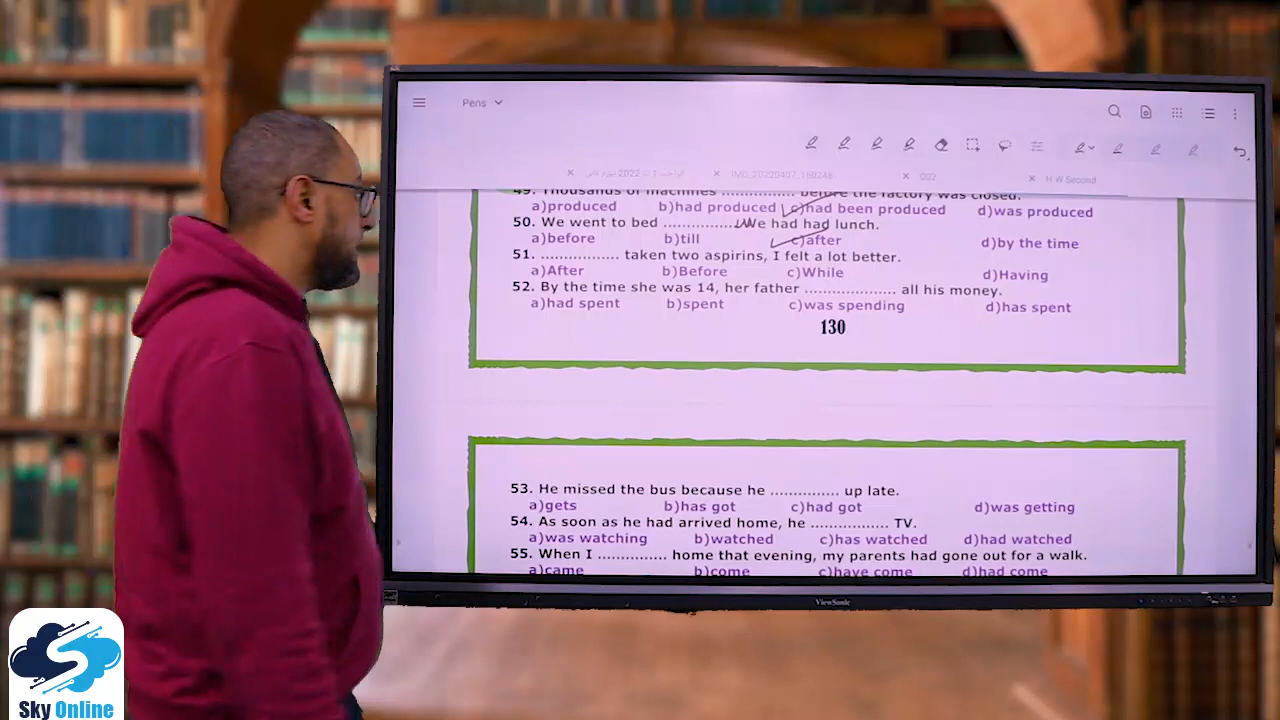 Pens
IMG_20220407_160248
002
H.W Second
49. Thousands of machines ................ before the factory was closed.
a)produced b)had produced c)had been produced d)was produced
50. We went to bed ................ We had had lunch.
a)before b)till c)after d)by the time
51. ................. taken two aspirins, I felt a lot better.
a)After b)Before c)While d)Having
52. By the time she was 14, her father ................... all his money.
a)had spent b)spent c)was spending d)has spent
130
53. He missed the bus because he .............. up late.
a)gets b)has got c)had got d)was getting
54. As soon as he had arrived home, he ................ TV.
a)was watching b)watched c)has watched d)had watched
55. When I .............. home that evening, my parents had gone out for a walk.
a)came b)come c)have come d)had come
ViewSonic
Sky Online